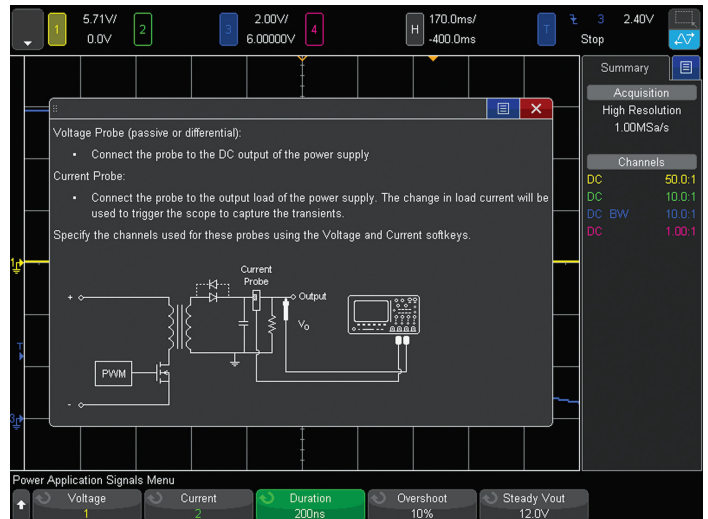 1 5.71V/ 2 3 2.00V/ 4 H 170.0ms/ T 3 2.40V
0.0V 6.00000V -400.0ms Stop
Summary
Acquisition
High Resolution
1.00MSa/s
Channels
DC 50.0:1
DC 10.0:1
DC BW 10.0:1
DC 1.00:1
Voltage Probe (passive or differential):
• Connect the probe to the DC output of the power supply
Current Probe:
• Connect the probe to the output load of the power supply. The change in load current will be
used to trigger the scope to capture the transients.
Specify the channels used for these probes using the Voltage and Current softkeys.
Current
Probe
+ Output
Vo
PWM
-
1
T
3
Power Application Signals Menu
Voltage Current Duration Overshoot Steady Vout
1 2 200ns 10% 12.0V